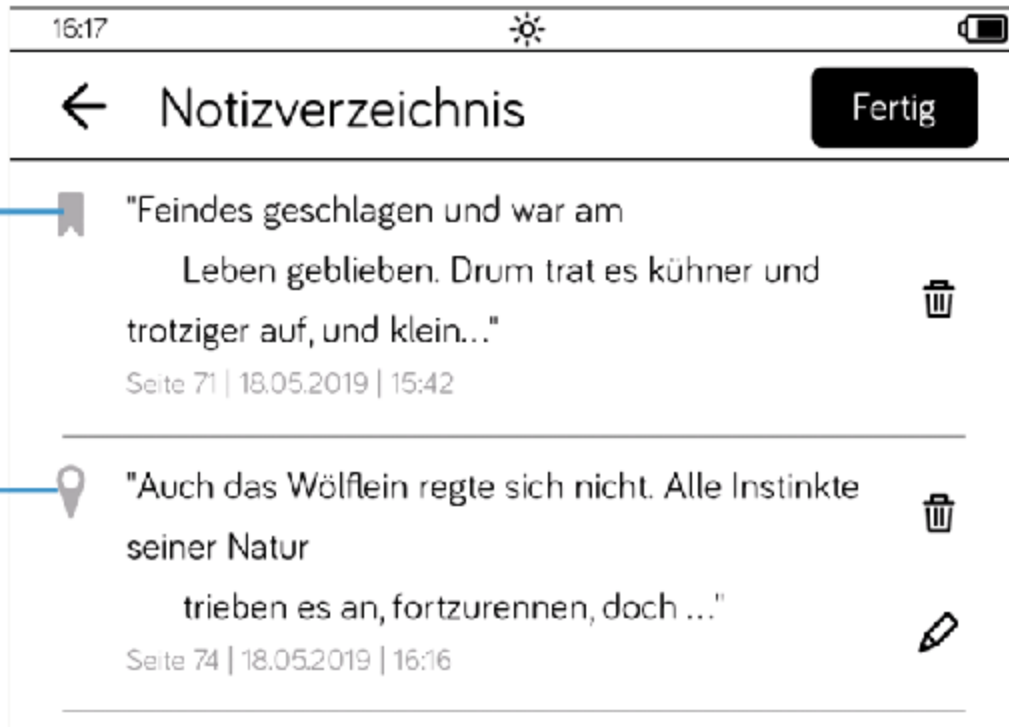 16:17
Notizverzeichnis
Fertig
"Feindes geschlagen und war am
Leben geblieben. Drum trat es kühner und
trotziger auf, und klein..."
Seite 71 | 18.05.2019 | 15:42
"Auch das Wölflein regte sich nicht. Alle Instinkte
seiner Natur
trieben es an, fortzurennen, doch ..."
Seite 74 | 18.05.2019 | 16:16